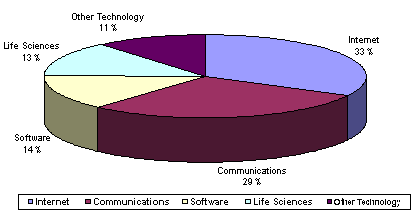 Other Technology
11 %
Internet
33 %
Life Sciences
13 %
Software
14 %
Communications
29 %
Internet Communications Software Life Sciences Other Technology